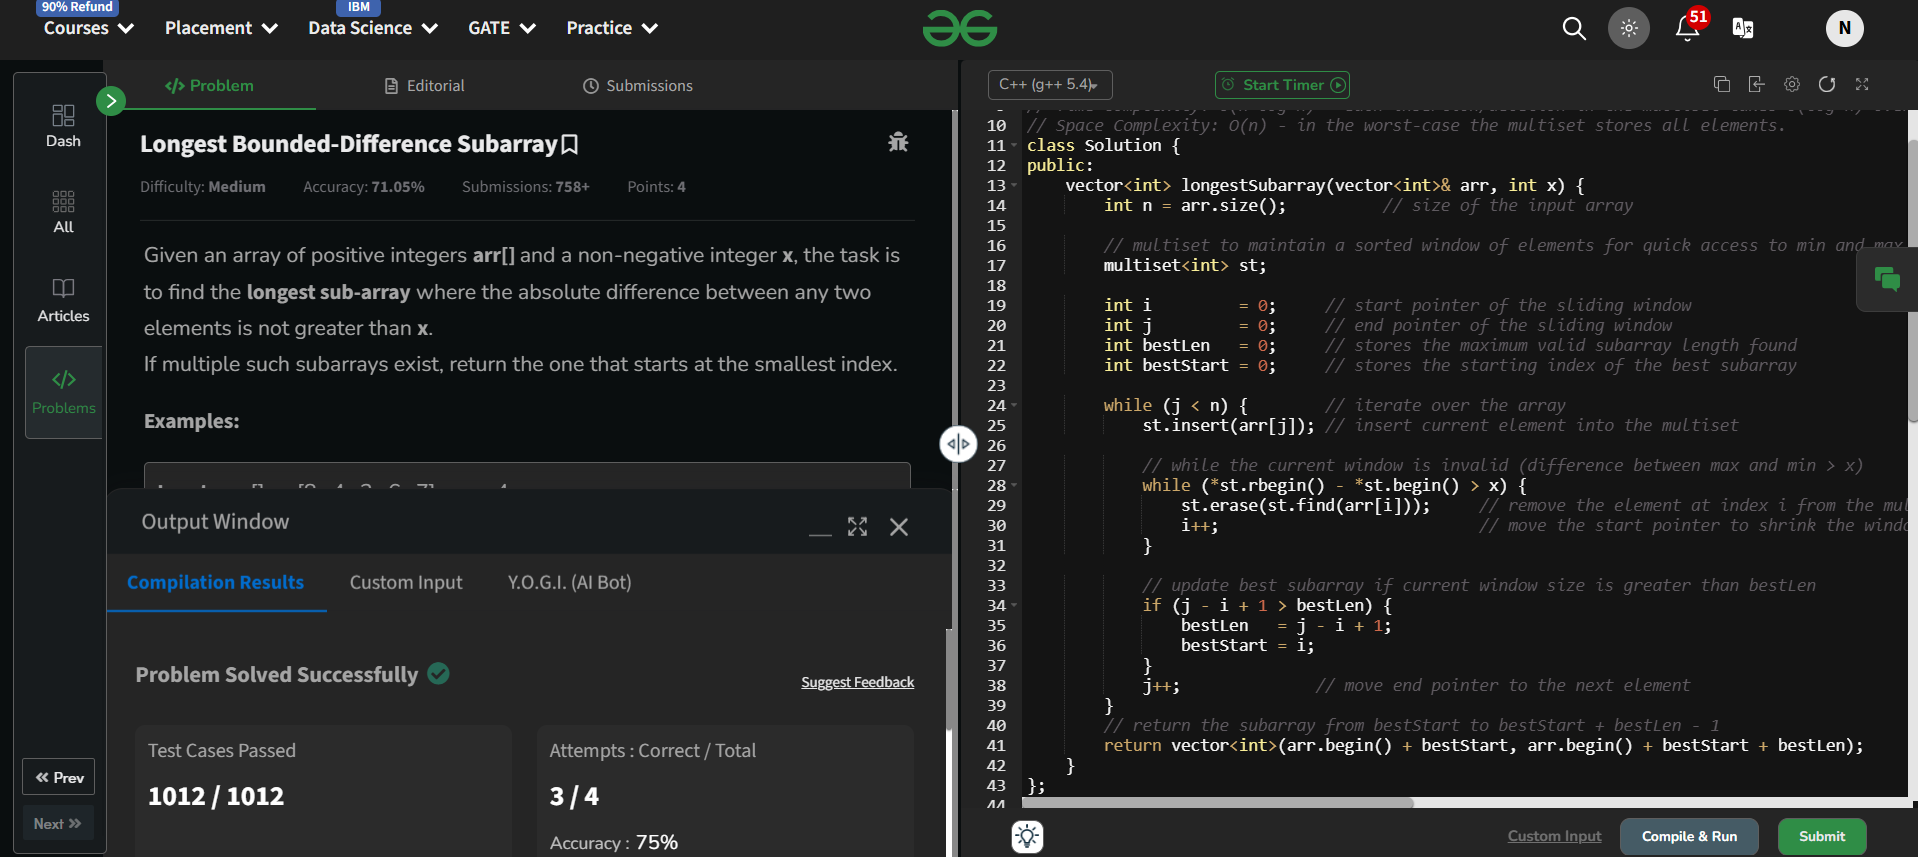 90% Refund
IBM
Courses
Placement
Data Science
GATE
Practice
51
N
Dash
All
Articles
Problems
Prev
Next
Problem
Editorial
Submissions
Longest Bounded-Difference Subarray
Difficulty: Medium Accuracy: 71.05% Submissions: 758+ Points: 4
Given an array of positive integers arr[] and a non-negative integer x, the task is
to find the longest sub-array where the absolute difference between any two
elements is not greater than x.
If multiple such subarrays exist, return the one that starts at the smallest index.
Examples:
Output Window
Compilation Results
Custom Input
Y.O.G.I. (AI Bot)
Problem Solved Successfully
Suggest Feedback
Test Cases Passed
1012 / 1012
Attempts : Correct / Total
3 / 4
Accuracy : 75%
C++ (g++ 5.4)
Start Timer
10 // Space Complexity: O(n) - in the worst-case the multiset stores all elements.
11 class Solution {
12 public:
13 vector<int> longestSubarray(vector<int>& arr, int x) {
14 int n = arr.size(); // size of the input array
15
16 // multiset to maintain a sorted window of elements for quick access to min and max
17 multiset<int> st;
18
19 int i = 0; // start pointer of the sliding window
20 int j = 0; // end pointer of the sliding window
21 int bestLen = 0; // stores the maximum valid subarray length found
22 int bestStart = 0; // stores the starting index of the best subarray
23
24 while (j < n) { // iterate over the array
25 st.insert(arr[j]); // insert current element into the multiset
26
27 // while the current window is invalid (difference between max and min > x)
28 while (*st.rbegin() - *st.begin() > x) {
29 st.erase(st.find(arr[i])); // remove the element at index i from the mul
30 i++; // move the start pointer to shrink the windo
31 }
32
33 // update best subarray if current window size is greater than bestLen
34 if (j - i + 1 > bestLen) {
35 bestLen = j - i + 1;
36 bestStart = i;
37 }
38 j++; // move end pointer to the next element
39 }
40 // return the subarray from bestStart to bestStart + bestLen - 1
41 return vector<int>(arr.begin() + bestStart, arr.begin() + bestStart + bestLen);
42 }
43 };
44
Custom Input
Compile & Run
Submit